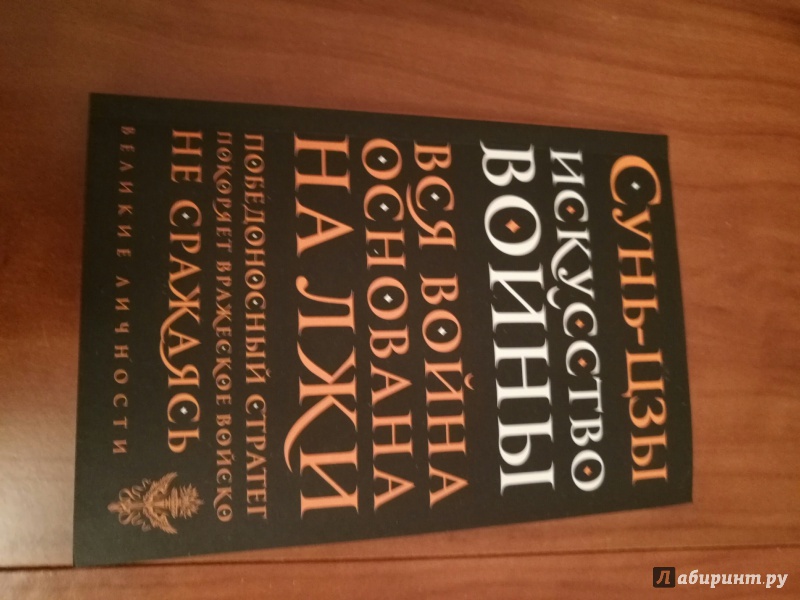 Сунь-Цзы
ИСКУССТВО
ВОЙНЫ
ВСЯ ВОЙНА
ОСНОВАНА
НА ЛЖИ
ПОБЕДОНОСНЫЙ СТРАТЕГ
ПОКОРЯЕТ ВРАЖЕСКОЕ ВОЙСКО
НЕ СРАЖАЯСЬ
ВЕЛИКИЕ ЛИЧНОСТИ
Лабиринт.ру